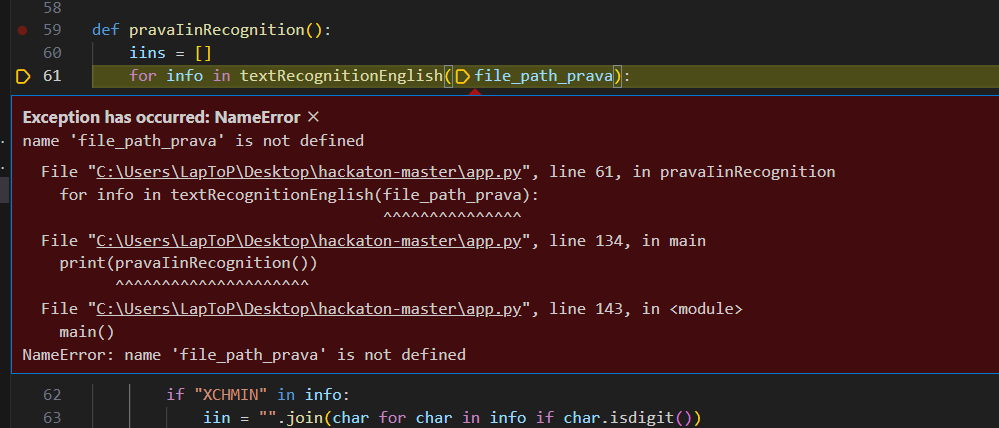 58
59 def pravaIinRecognition():
60 iins = []
61 for info in textRecognitionEnglish(file_path_prava):
Exception has occurred: NameError ×
name 'file_path_prava' is not defined
File "C:\Users\LapToP\Desktop\hackaton-master\app.py", line 61, in pravaIinRecognition
for info in textRecognitionEnglish(file_path_prava):
^^^^^^^^^^^^^^^
File "C:\Users\LapToP\Desktop\hackaton-master\app.py", line 134, in main
print(pravaIinRecognition())
^^^^^^^^^^^^^^^^^^^^^
File "C:\Users\LapToP\Desktop\hackaton-master\app.py", line 143, in <module>
main()
NameError: name 'file_path_prava' is not defined
62 if "XCHMIN" in info:
63 iin = "".join(char for char in info if char.isdigit())